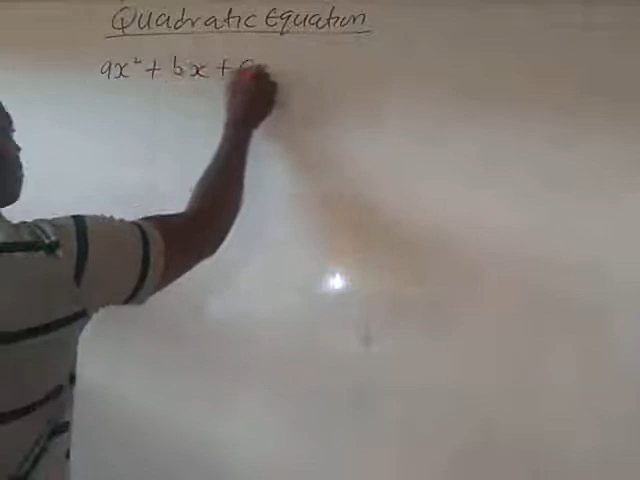 Quadratic Equation
ax² + bx + c